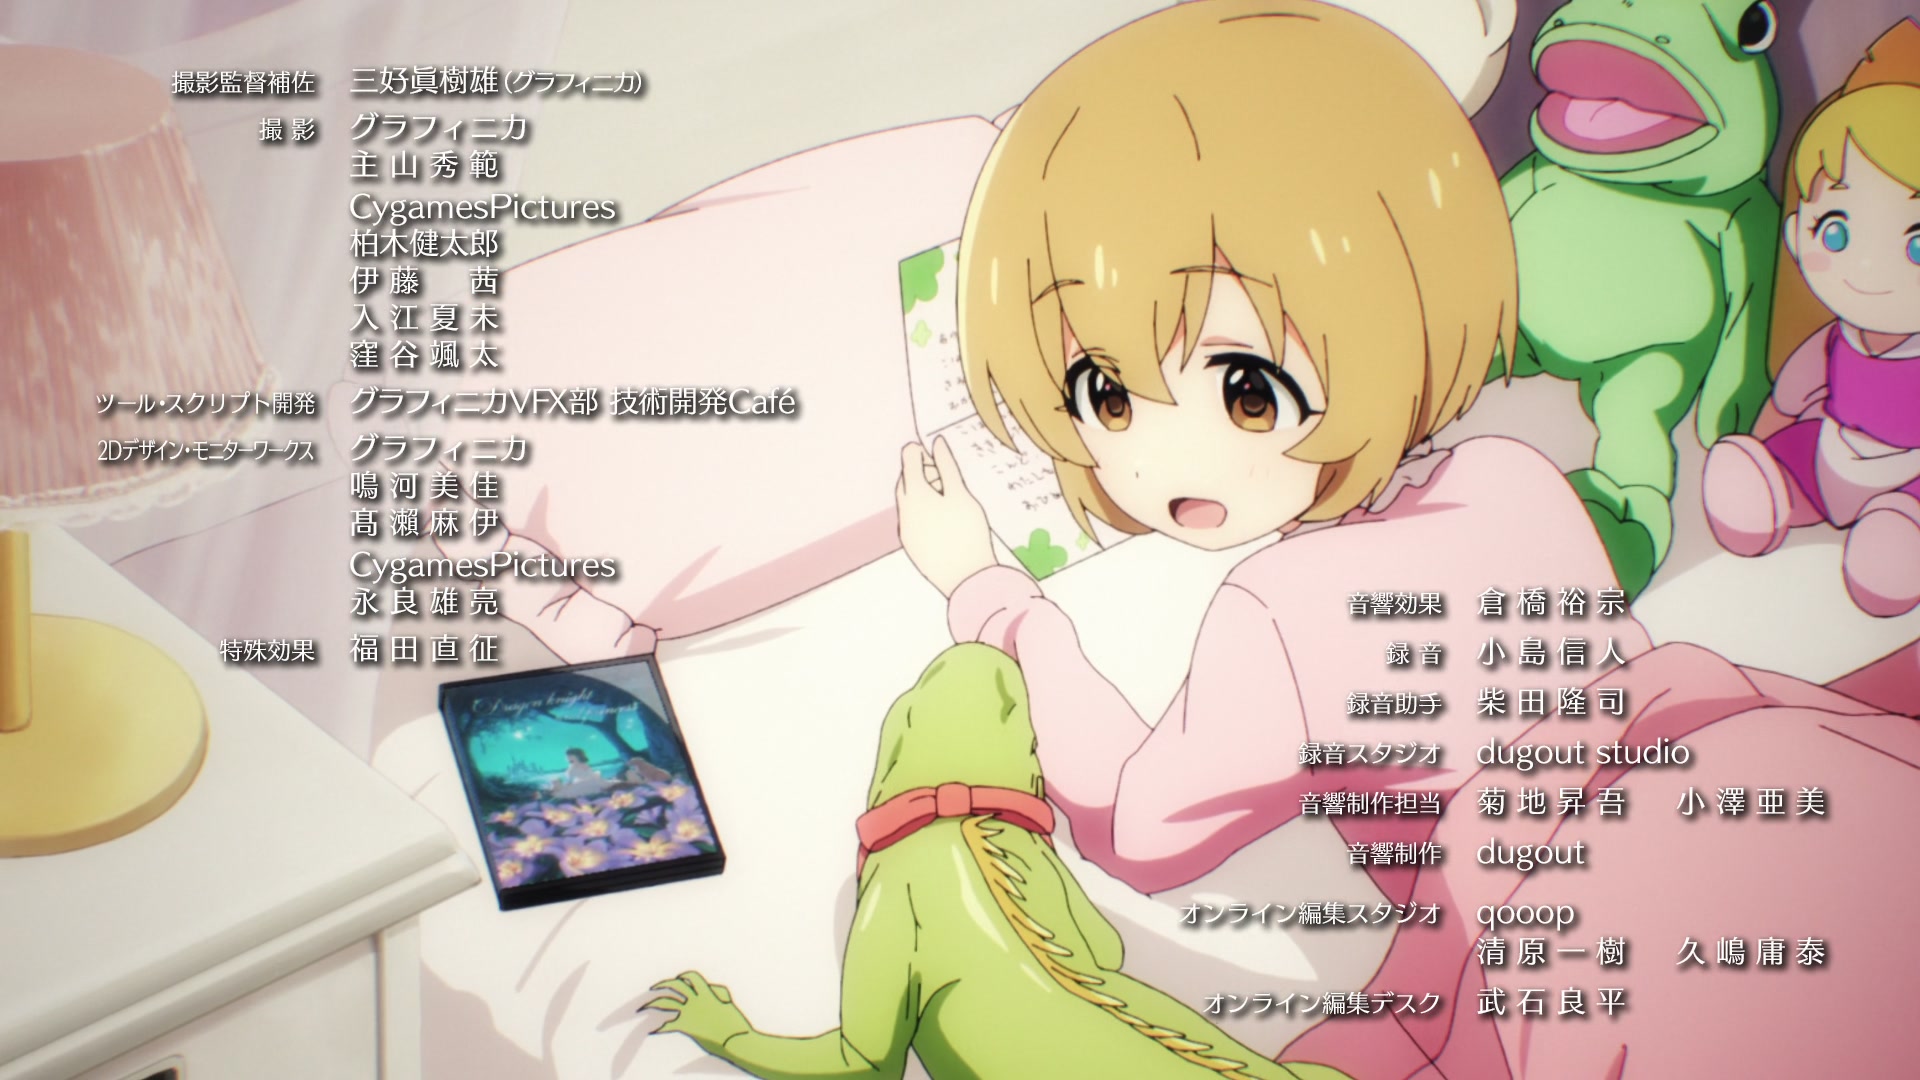 撮影監督補佐 三好眞樹雄(グラフィニカ)
撮影 グラフィニカ
主山秀範
CygamesPictures
柏木健太郎
伊藤 茜
入江夏未
窪谷颯太
ツール・スクリプト開発 グラフィニカVFX部 技術開発Café
2Dデザイン・モニターワークス グラフィニカ
鳴河美佳
髙瀨麻伊
CygamesPictures
永良雄亮
特殊効果 福田直征
Dragon knight
princess
音響効果 倉橋裕宗
録音 小島信人
録音助手 柴田隆司
録音スタジオ dugout studio
音響制作担当 菊地昇吾 小澤亜美
音響制作 dugout
オンライン編集スタジオ qooop
清原一樹 久嶋庸泰
オンライン編集デスク 武石良平